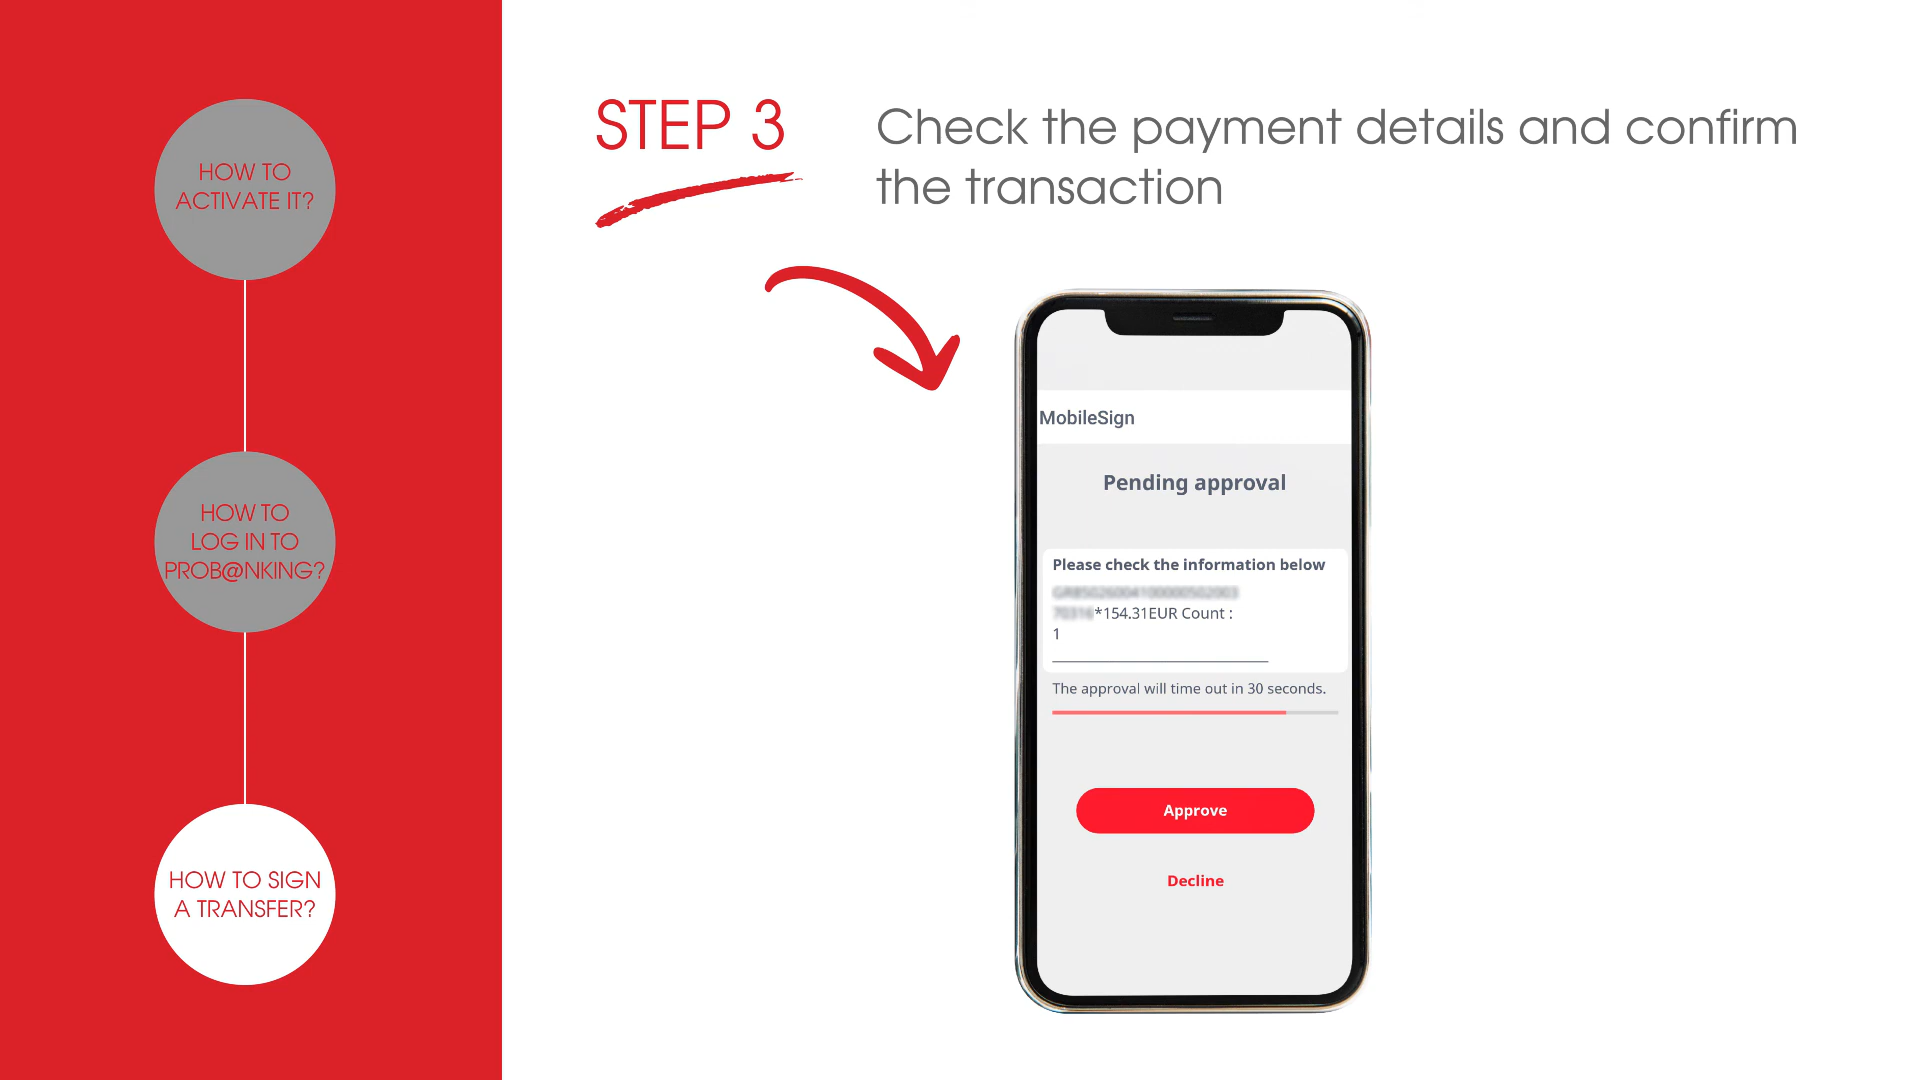 HOW TO
ACTIVATE IT?
HOW TO
LOG IN TO
PROB@NKING?
HOW TO SIGN
A TRANSFER?
STEP 3
Check the payment details and confirm
the transaction
MobileSign
Pending approval
Please check the information below
*154.31EUR Count :
1
The approval will time out in 30 seconds.
Approve
Decline